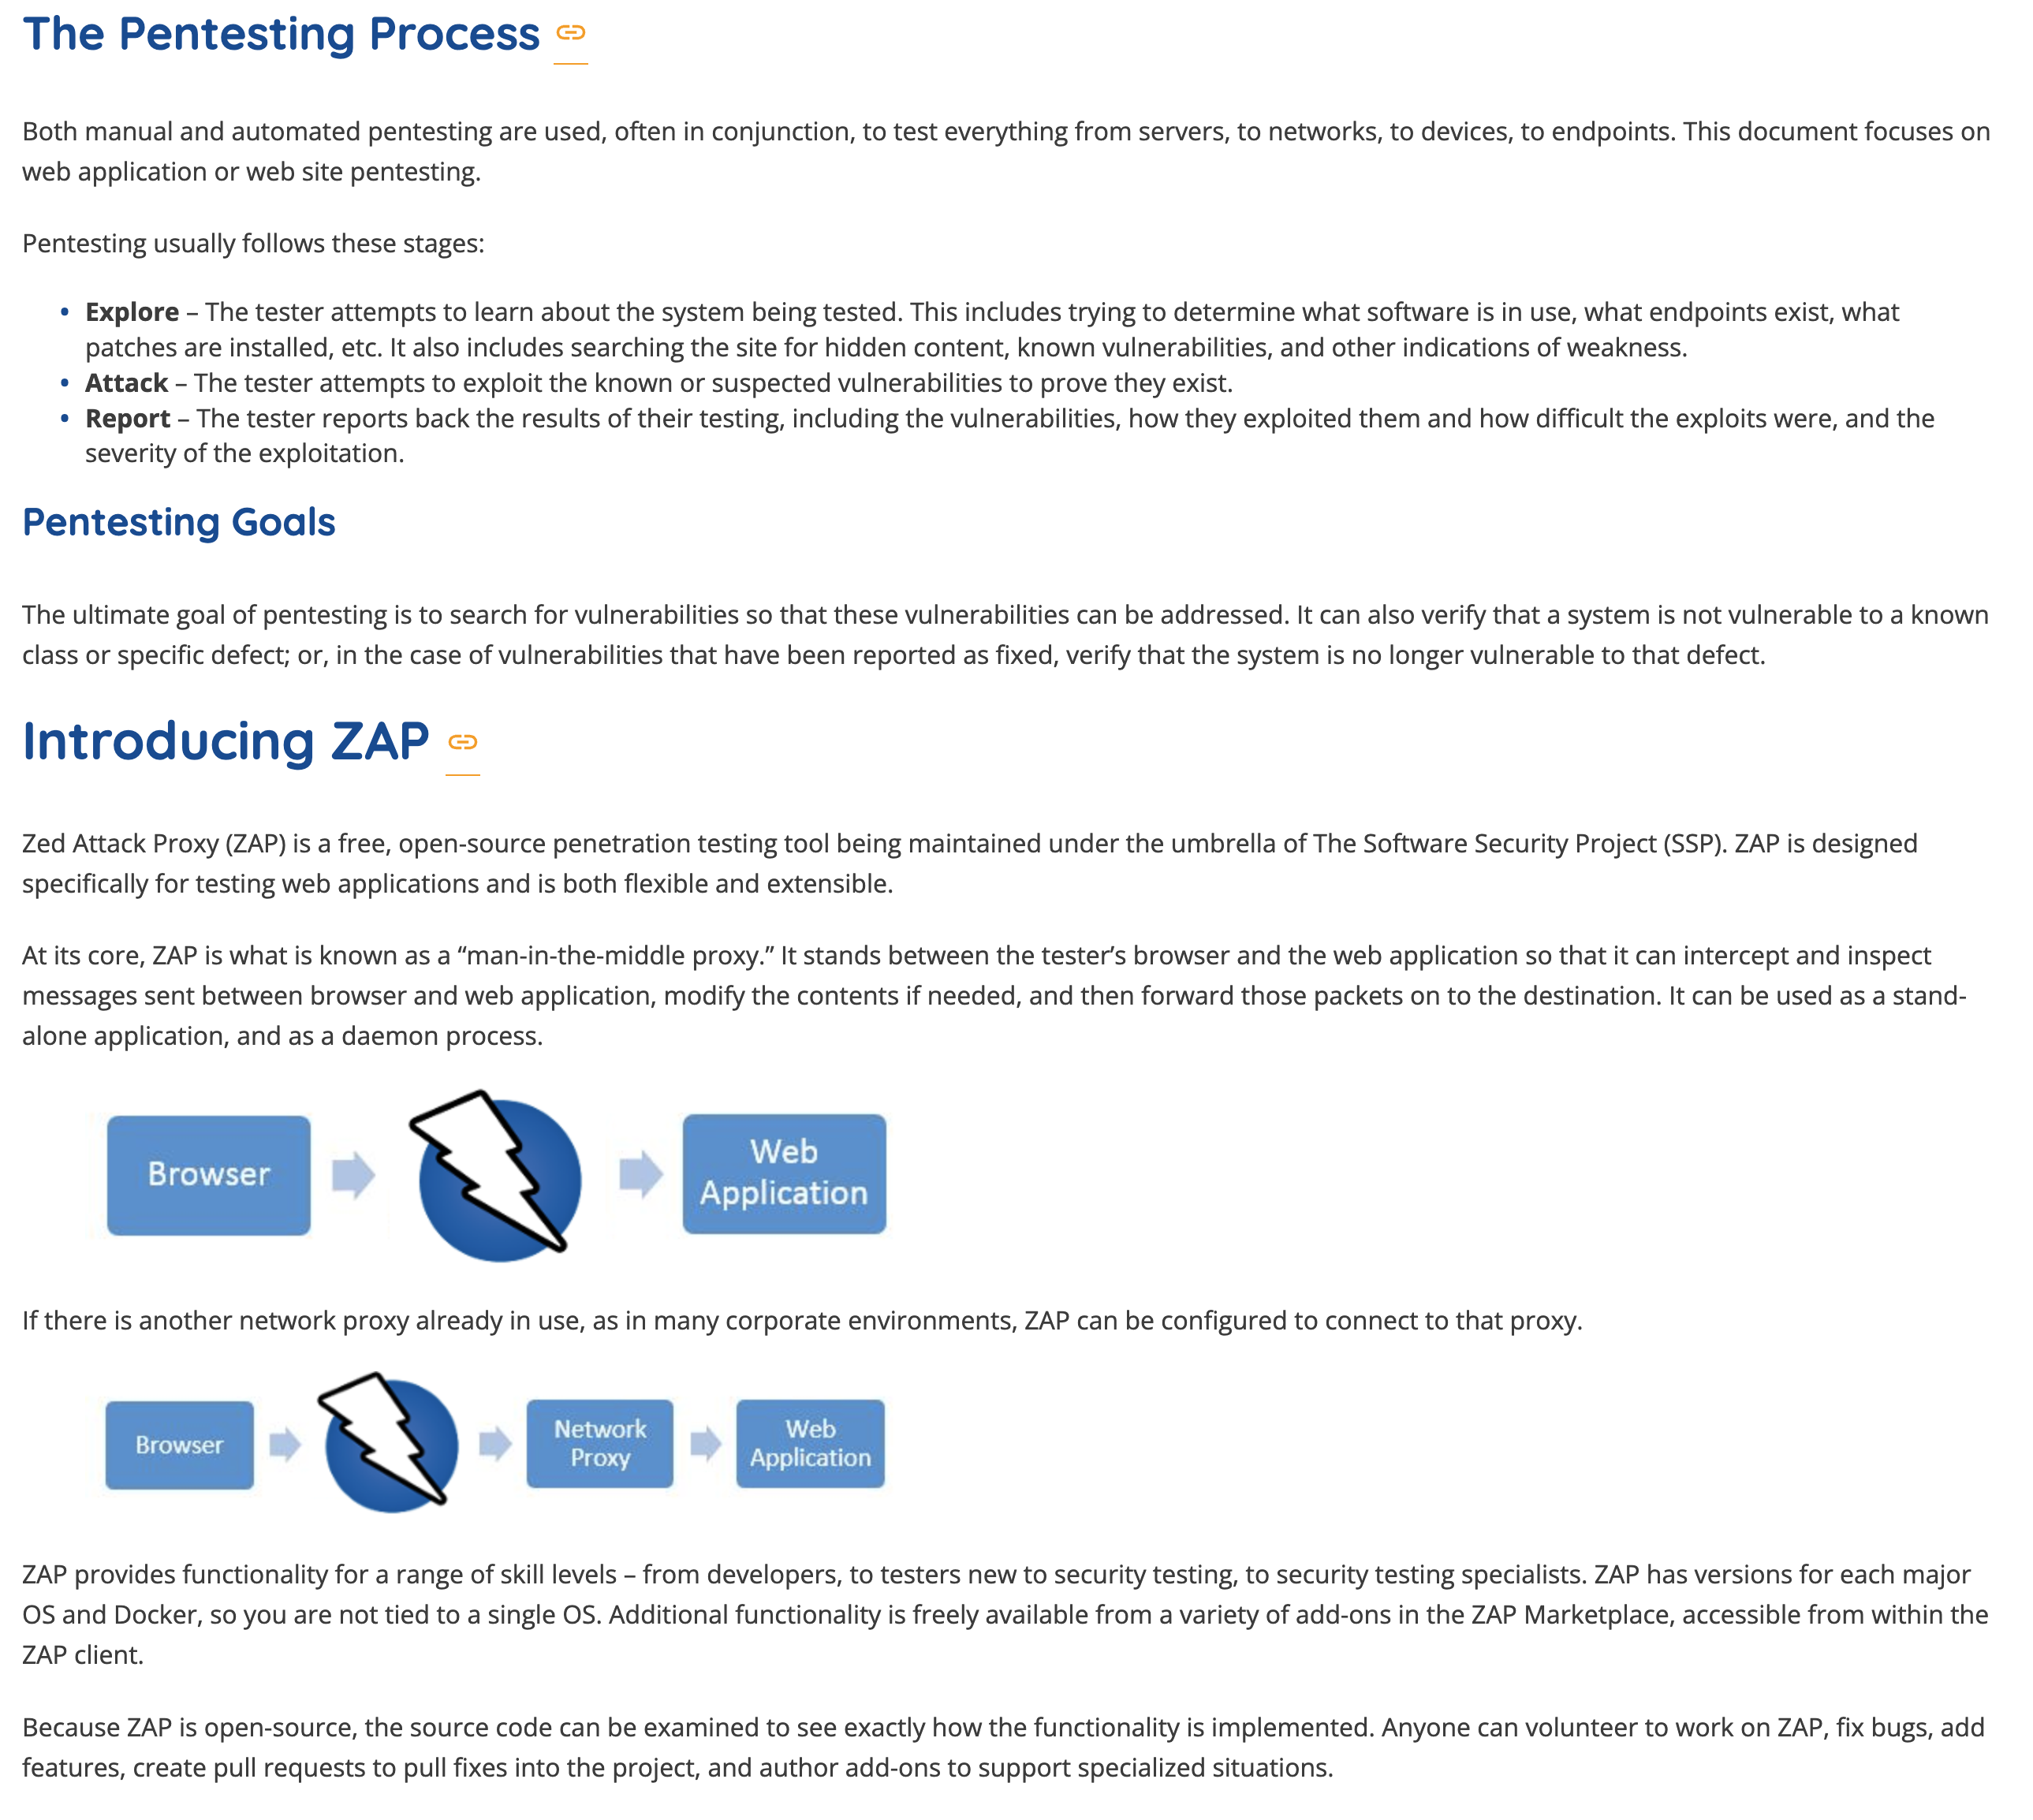 The Pentesting Process
Both manual and automated pentesting are used, often in conjunction, to test everything from servers, to networks, to devices, to endpoints. This document focuses on
web application or web site pentesting.
Pentesting usually follows these stages:
• Explore – The tester attempts to learn about the system being tested. This includes trying to determine what software is in use, what endpoints exist, what
patches are installed, etc. It also includes searching the site for hidden content, known vulnerabilities, and other indications of weakness.
• Attack – The tester attempts to exploit the known or suspected vulnerabilities to prove they exist.
• Report – The tester reports back the results of their testing, including the vulnerabilities, how they exploited them and how difficult the exploits were, and the
severity of the exploitation.
Pentesting Goals
The ultimate goal of pentesting is to search for vulnerabilities so that these vulnerabilities can be addressed. It can also verify that a system is not vulnerable to a known
class or specific defect; or, in the case of vulnerabilities that have been reported as fixed, verify that the system is no longer vulnerable to that defect.
Introducing ZAP
Zed Attack Proxy (ZAP) is a free, open-source penetration testing tool being maintained under the umbrella of The Software Security Project (SSP). ZAP is designed
specifically for testing web applications and is both flexible and extensible.
At its core, ZAP is what is known as a “man-in-the-middle proxy.” It stands between the tester’s browser and the web application so that it can intercept and inspect
messages sent between browser and web application, modify the contents if needed, and then forward those packets on to the destination. It can be used as a stand-
alone application, and as a daemon process.
Browser
Web
Application
If there is another network proxy already in use, as in many corporate environments, ZAP can be configured to connect to that proxy.
Browser
Network
Proxy
Web
Application
ZAP provides functionality for a range of skill levels – from developers, to testers new to security testing, to security testing specialists. ZAP has versions for each major
OS and Docker, so you are not tied to a single OS. Additional functionality is freely available from a variety of add-ons in the ZAP Marketplace, accessible from within the
ZAP client.
Because ZAP is open-source, the source code can be examined to see exactly how the functionality is implemented. Anyone can volunteer to work on ZAP, fix bugs, add
features, create pull requests to pull fixes into the project, and author add-ons to support specialized situations.